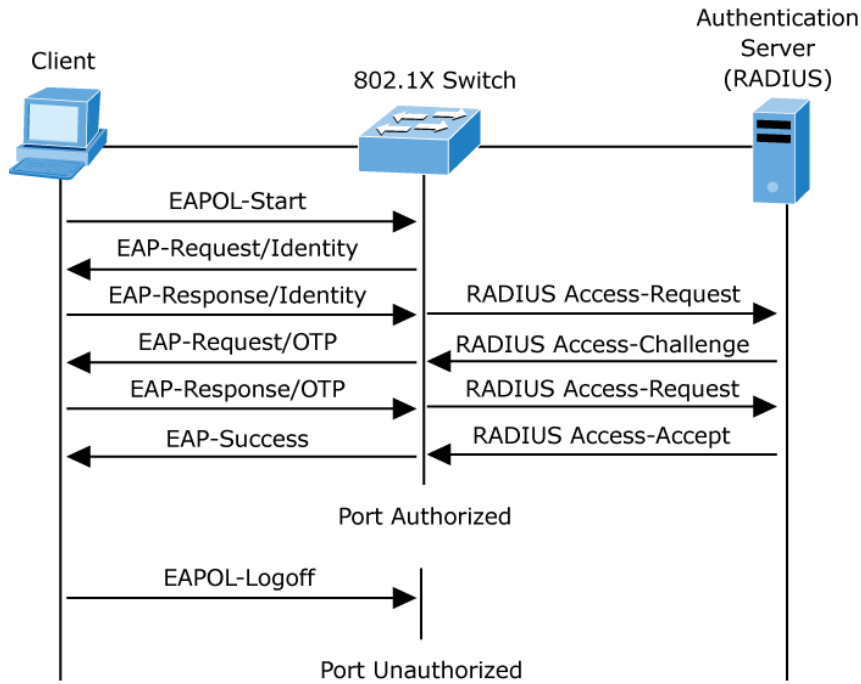 Authentication
Server
(RADIUS)
Client
802.1X Switch
EAPOL-Start
EAP-Request/Identity
EAP-Response/Identity
RADIUS Access-Request
EAP-Request/OTP
RADIUS Access-Challenge
EAP-Response/OTP
RADIUS Access-Request
EAP-Success
RADIUS Access-Accept
Port Authorized
EAPOL-Logoff
Port Unauthorized